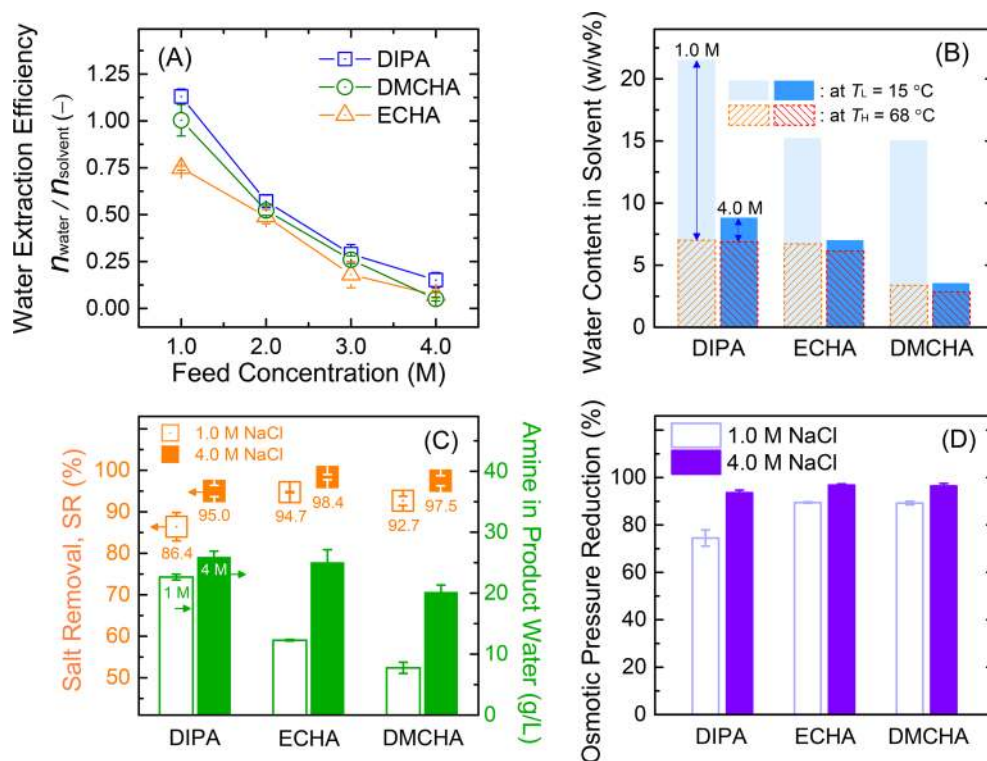 (A)
DIPA
DMCHA
ECHA
Water Extraction Efficiency
nwater / nsolvent (–)
1.25
1.00
0.75
0.50
0.25
0.00
1.0 2.0 3.0 4.0
Feed Concentration (M)
(B)
1.0 M
: at TL = 15 °C
: at TH = 68 °C
4.0 M
Water Content in Solvent (w/w%)
20
15
10
5
0
DIPA ECHA DMCHA
(C)
1.0 M NaCl
4.0 M NaCl
Salt Removal, SR (%)
100
90
80
70
60
50
95.0
86.4
94.7
98.4
92.7
97.5
1 M
4 M
Amine in Product Water (g/L)
40
30
20
10
0
DIPA ECHA DMCHA
(D)
1.0 M NaCl
4.0 M NaCl
Osmotic Pressure Reduction (%)
100
80
60
40
20
0
DIPA ECHA DMCHA